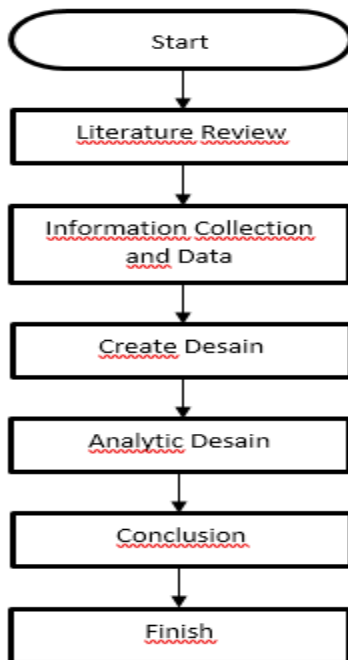 Start
Literature Review
Information Collection
and Data
Create Desain
Analytic Desain
Conclusion
Finish